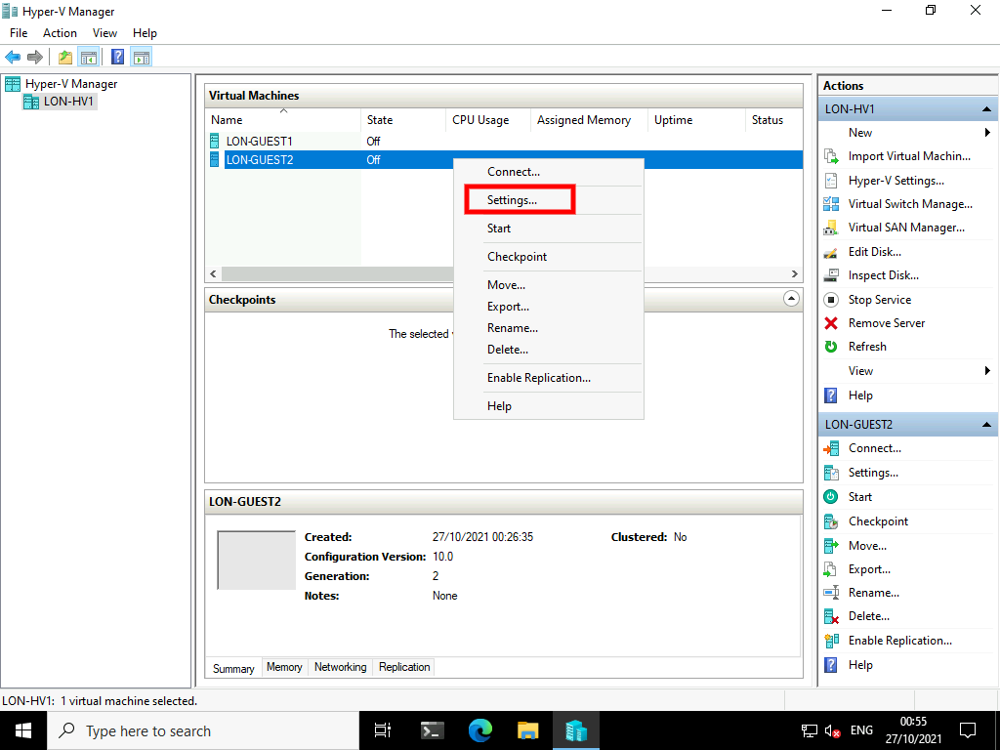 Hyper-V Manager
File Action View Help
Hyper-V Manager
LON-HV1
Virtual Machines
Name State CPU Usage Assigned Memory Uptime Status
LON-GUEST1 Off
LON-GUEST2 Off
Connect...
Settings...
Start
Checkpoint
Move...
Export...
Rename...
Delete...
Enable Replication...
Help
Checkpoints
The selected
LON-GUEST2
Created: 27/10/2021 00:26:35 Clustered: No
Configuration Version: 10.0
Generation: 2
Notes: None
Summary Memory Networking Replication
Actions
LON-HV1
New
Import Virtual Machin...
Hyper-V Settings...
Virtual Switch Manage...
Virtual SAN Manager...
Edit Disk...
Inspect Disk...
Stop Service
Remove Server
Refresh
View
Help
LON-GUEST2
Connect...
Settings...
Start
Checkpoint
Move...
Export...
Rename...
Delete...
Enable Replication...
Help
LON-HV1: 1 virtual machine selected.
Type here to search
ENG
00:55
27/10/2021